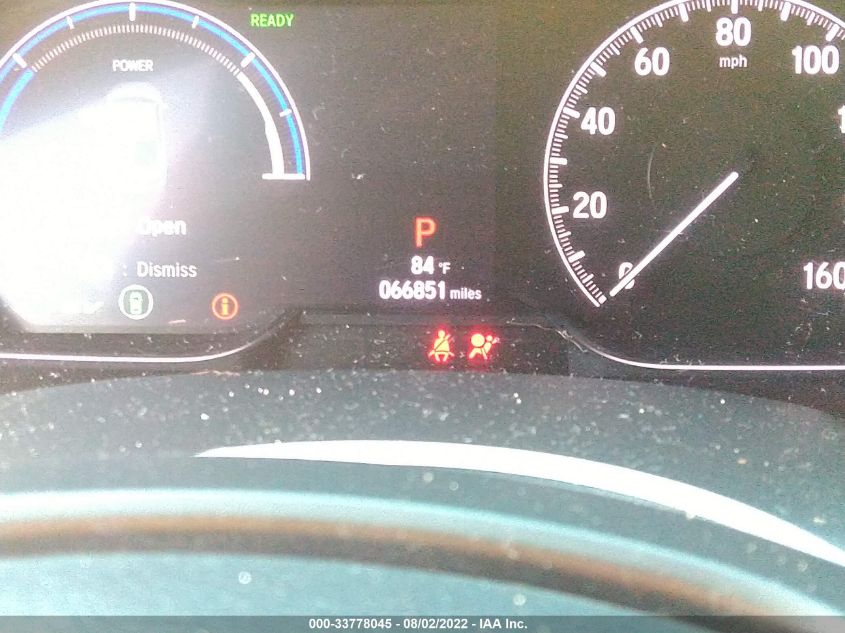 READY
POWER
Open
: Dismiss
P
84 °F
066851 miles
0
20
40
60
80
100
160
mph
000-33778045 - 08/02/2022 - IAA Inc.